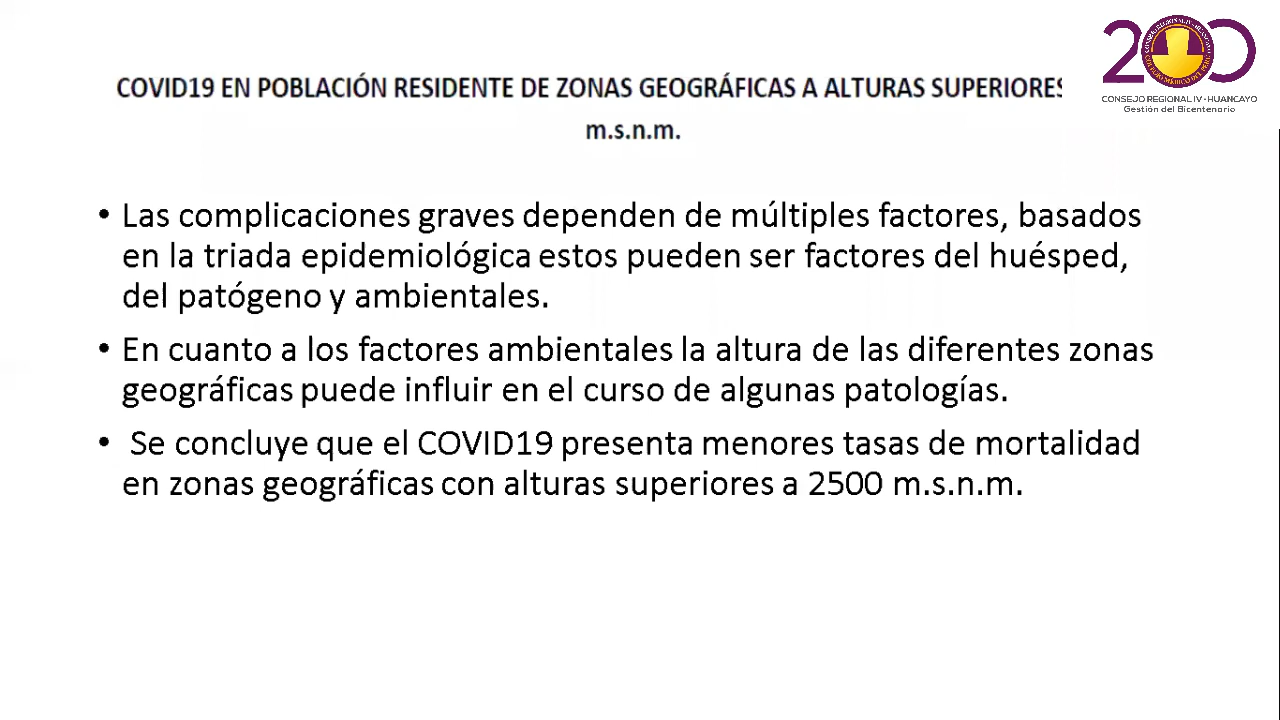 200
CONSEJO REGIONAL IV - HUANCAYO
Gestión del Bicentenario
COVID19 EN POBLACIÓN RESIDENTE DE ZONAS GEOGRÁFICAS A ALTURAS SUPERIORES
m.s.n.m.
• Las complicaciones graves dependen de múltiples factores, basados
en la triada epidemiológica estos pueden ser factores del huésped,
del patógeno y ambientales.
• En cuanto a los factores ambientales la altura de las diferentes zonas
geográficas puede influir en el curso de algunas patologías.
• Se concluye que el COVID19 presenta menores tasas de mortalidad
en zonas geográficas con alturas superiores a 2500 m.s.n.m.